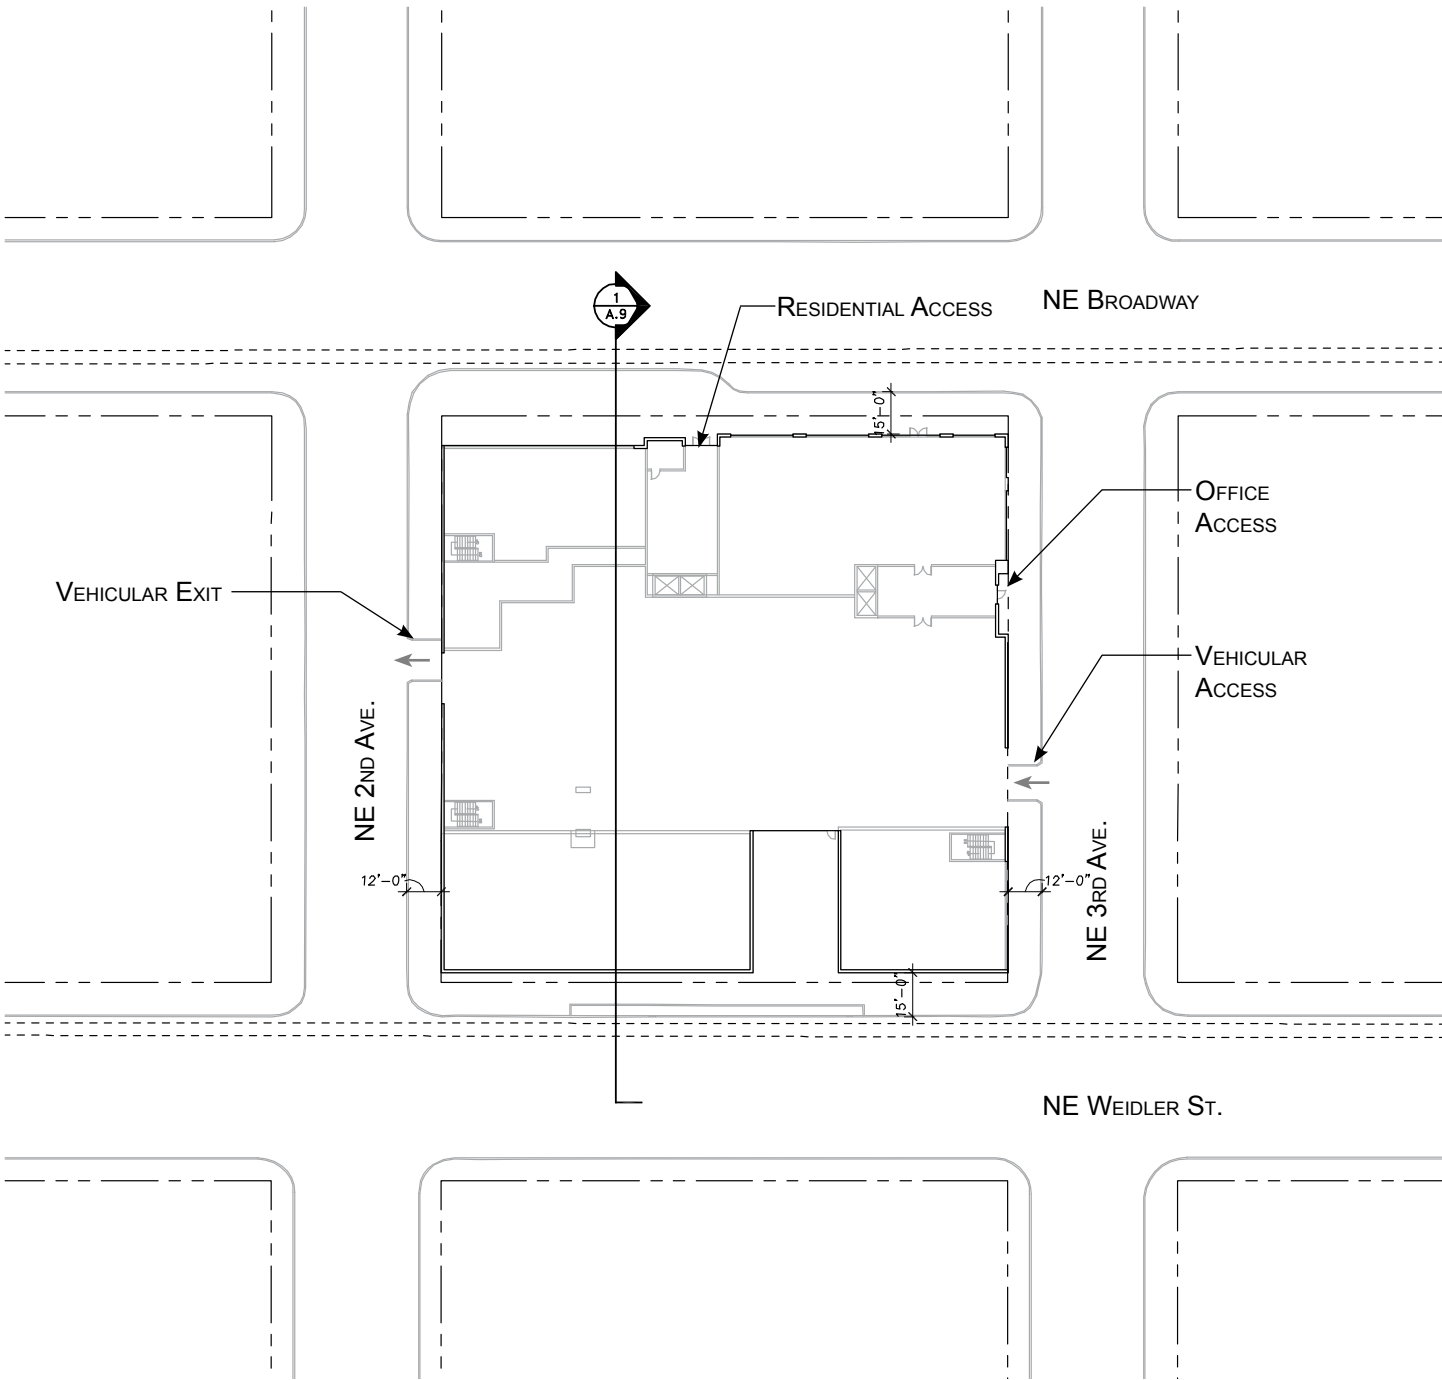 1
A.9
Residential Access
NE Broadway
15'-0"
Office
Access
Vehicular Exit
Vehicular
Access
NE 2nd Ave.
NE 3rd Ave.
12'-0"
12'-0"
15'-0"
NE Weidler St.